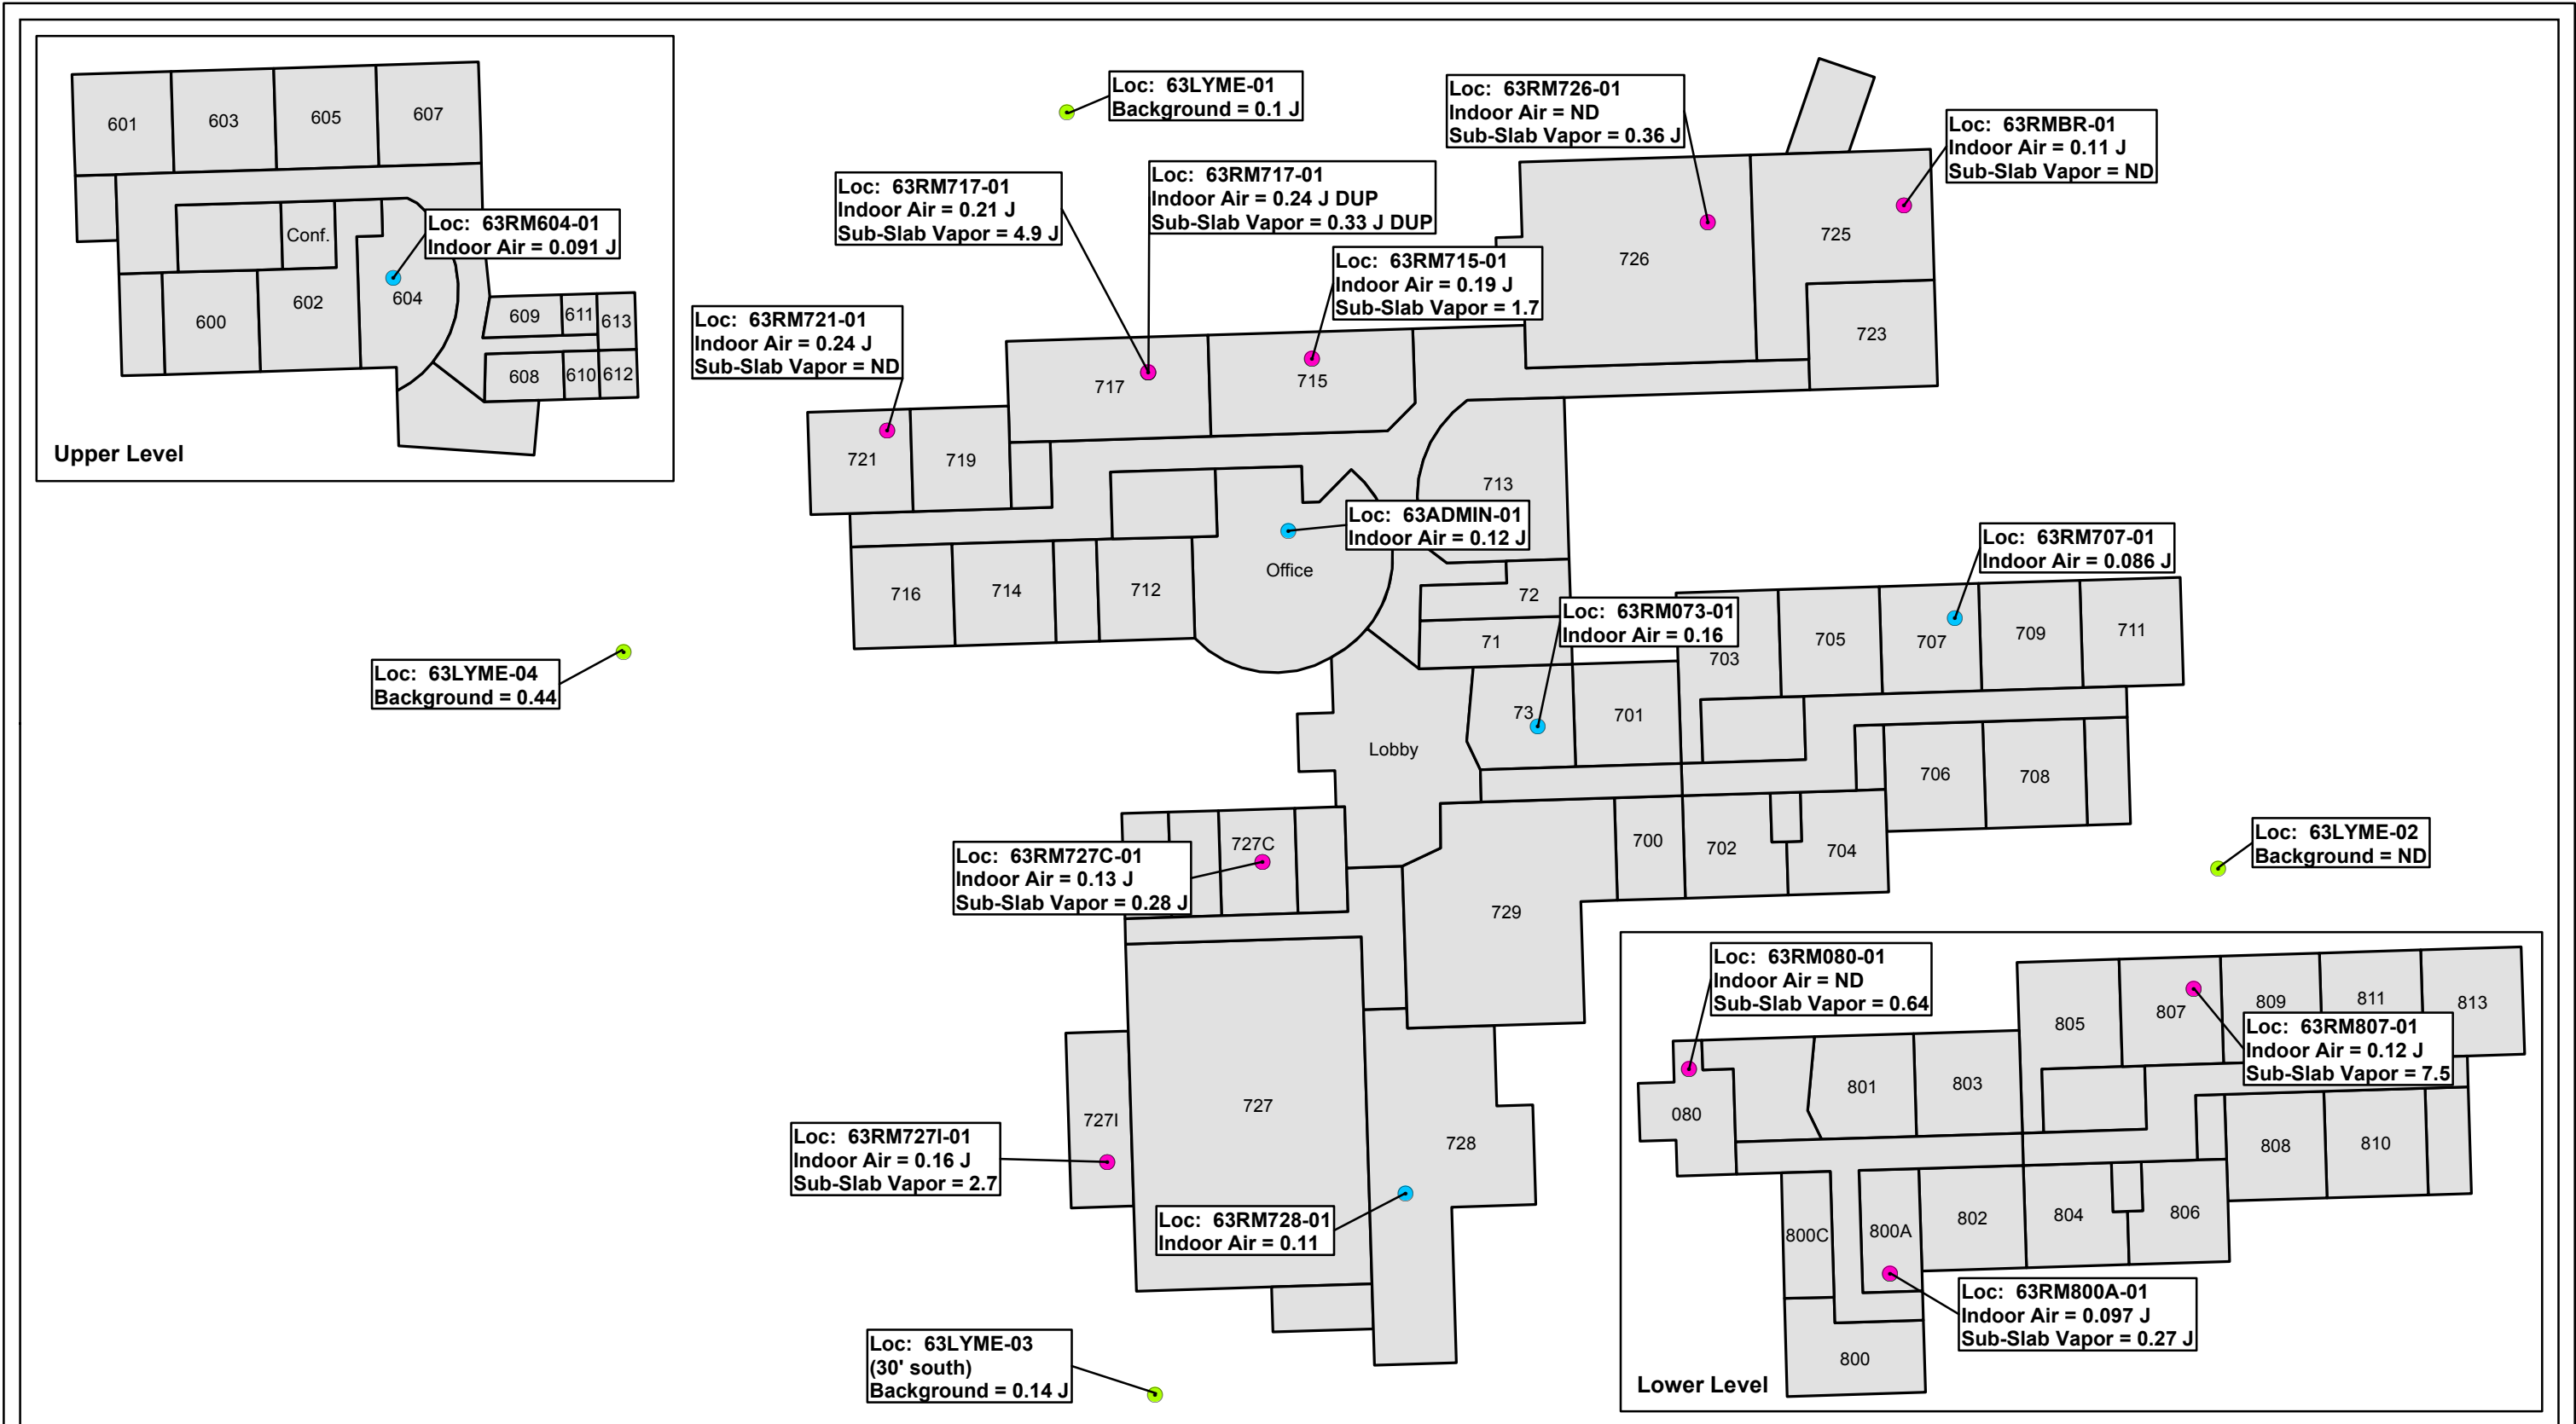 601
603
605
607
Conf.
Loc: 63RM604-01
Indoor Air = 0.091 J
600
602
604
609
611
613
608
610
612
Upper Level
Loc: 63LYME-01
Background = 0.1 J
Loc: 63RM726-01
Indoor Air = ND
Sub-Slab Vapor = 0.36 J
Loc: 63RMBR-01
Indoor Air = 0.11 J
Sub-Slab Vapor = ND
Loc: 63RM717-01
Indoor Air = 0.21 J
Sub-Slab Vapor = 4.9 J
Loc: 63RM717-01
Indoor Air = 0.24 J DUP
Sub-Slab Vapor = 0.33 J DUP
Loc: 63RM715-01
Indoor Air = 0.19 J
Sub-Slab Vapor = 1.7
726
725
723
Loc: 63RM721-01
Indoor Air = 0.24 J
Sub-Slab Vapor = ND
717
715
721
719
713
Loc: 63ADMIN-01
Indoor Air = 0.12 J
Office
716
714
712
72
71
Loc: 63RM073-01
Indoor Air = 0.16
Loc: 63RM707-01
Indoor Air = 0.086 J
703
705
707
709
711
Loc: 63LYME-04
Background = 0.44
73
701
Lobby
706
708
700
702
704
727C
Loc: 63RM727C-01
Indoor Air = 0.13 J
Sub-Slab Vapor = 0.28 J
729
Loc: 63LYME-02
Background = ND
727
727I
728
Loc: 63RM727I-01
Indoor Air = 0.16 J
Sub-Slab Vapor = 2.7
Loc: 63RM728-01
Indoor Air = 0.11
Loc: 63LYME-03
(30' south)
Background = 0.14 J
Loc: 63RM080-01
Indoor Air = ND
Sub-Slab Vapor = 0.64
805
807
809
811
813
Loc: 63RM807-01
Indoor Air = 0.12 J
Sub-Slab Vapor = 7.5
080
801
803
808
810
800C
800A
802
804
806
Loc: 63RM800A-01
Indoor Air = 0.097 J
Sub-Slab Vapor = 0.27 J
800
Lower Level